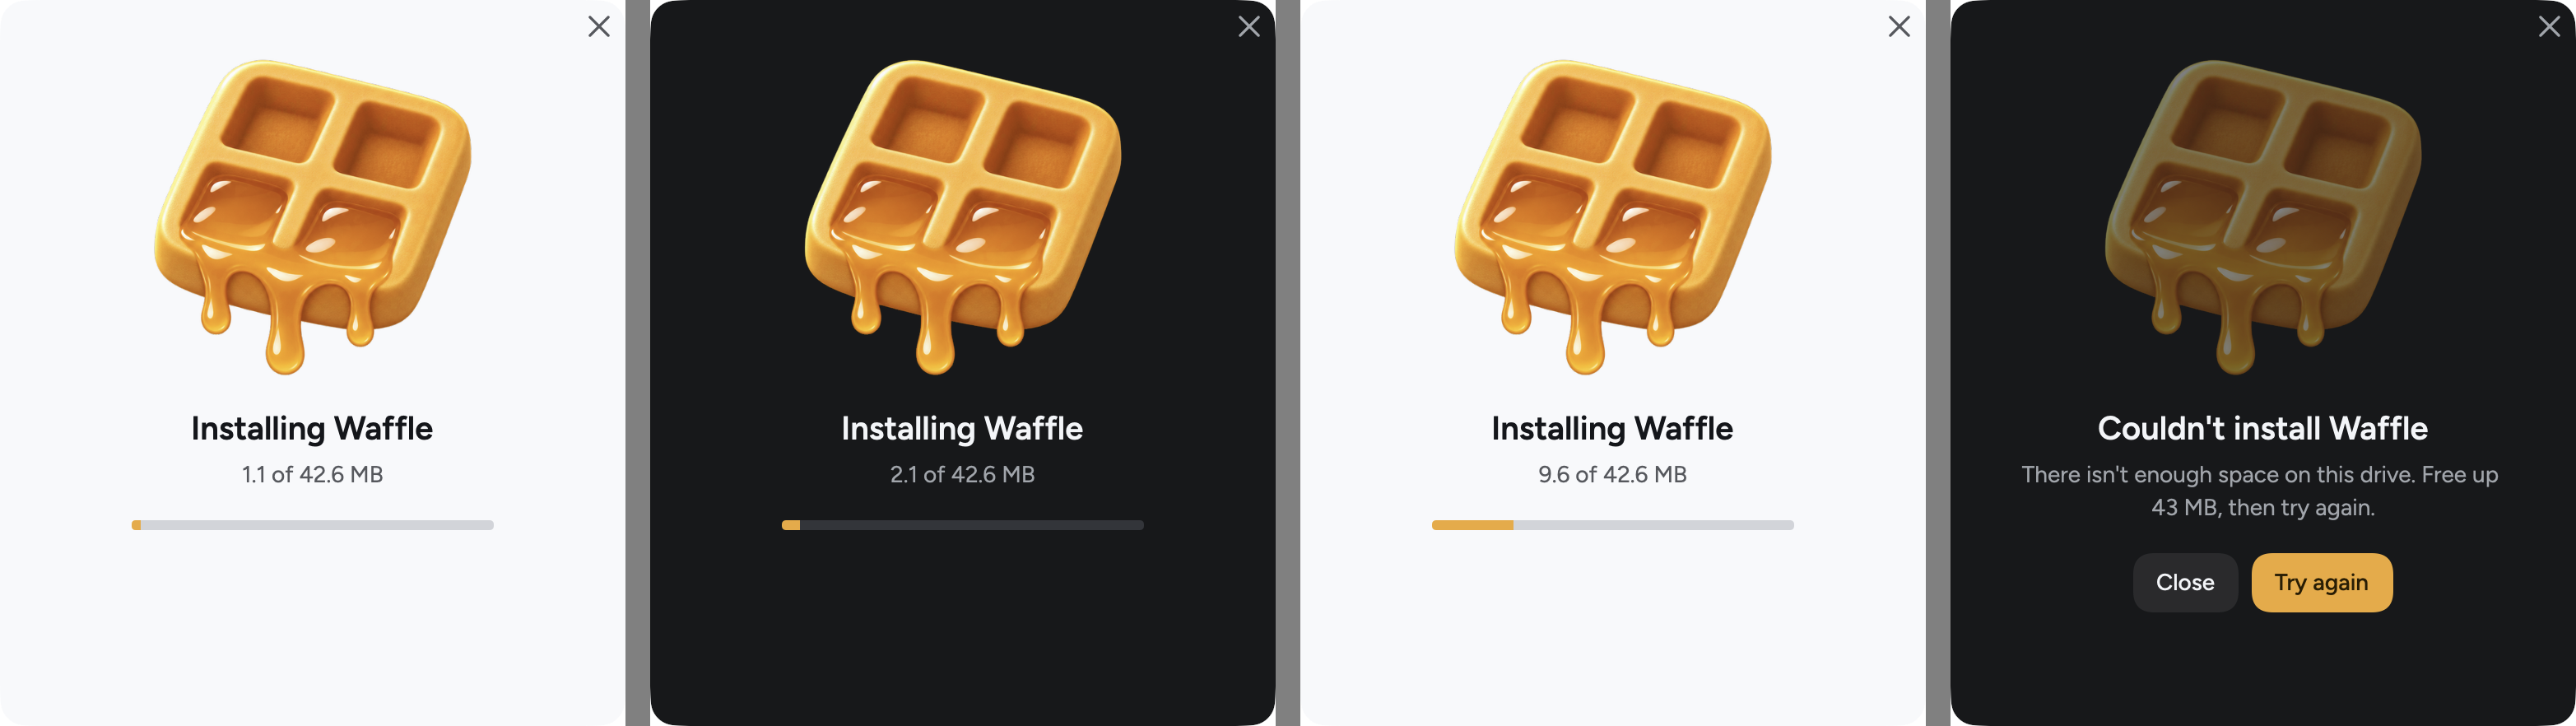 Installing Waffle
1.1 of 42.6 MB
Installing Waffle
2.1 of 42.6 MB
Installing Waffle
9.6 of 42.6 MB
Couldn't install Waffle
There isn't enough space on this drive. Free up
43 MB, then try again.
Close
Try again